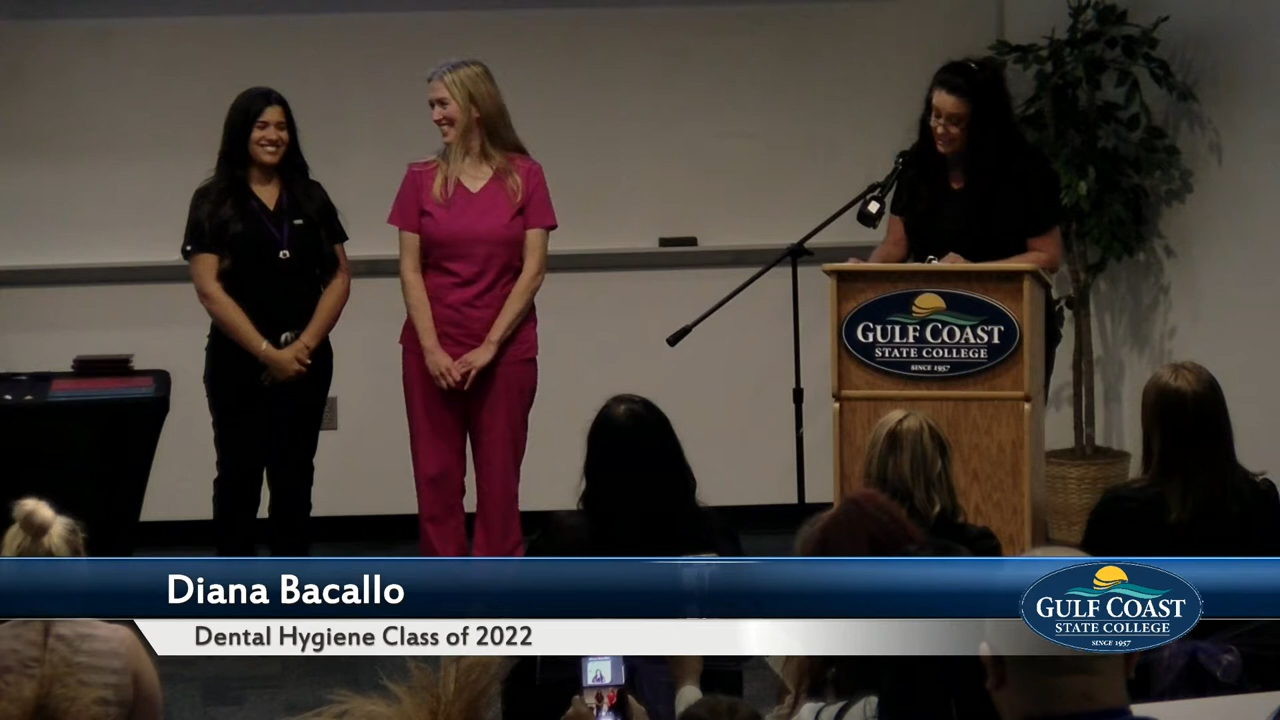 GULF COAST
STATE COLLEGE
SINCE 1957
Diana Bacallo
Dental Hygiene Class of 2022
GULF COAST
STATE COLLEGE
SINCE 1957